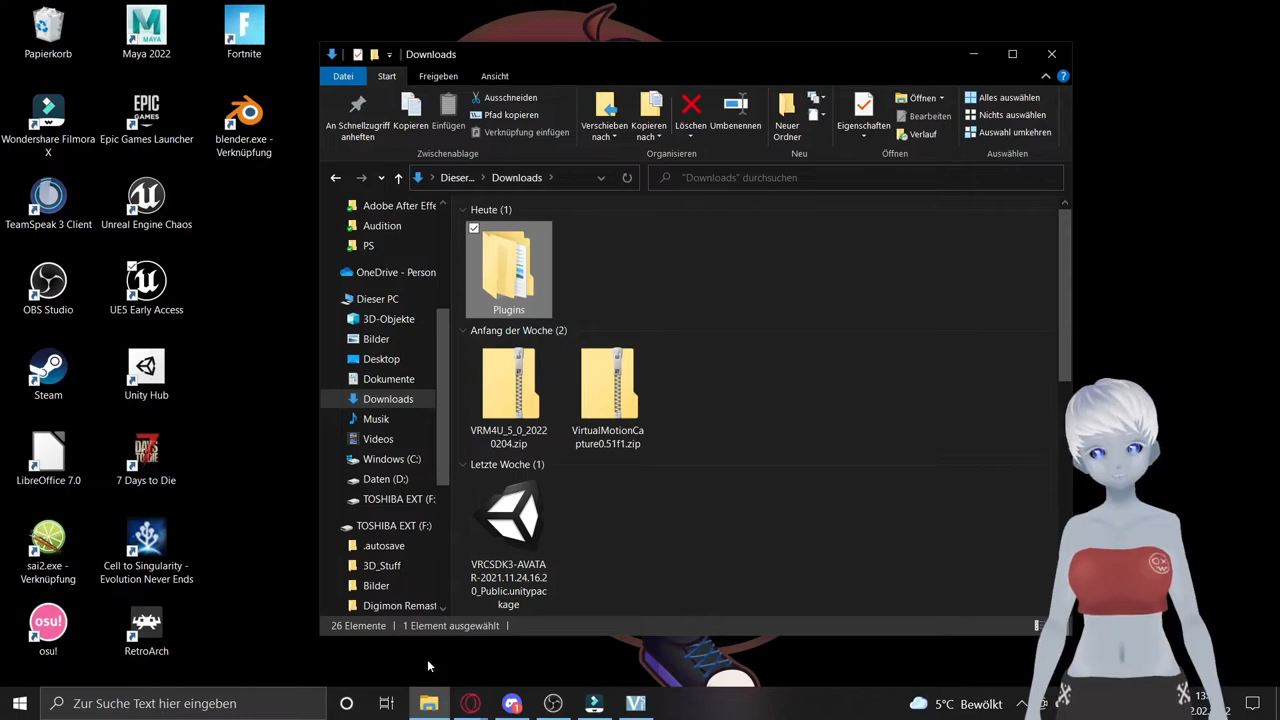 Papierkorb
Maya 2022
Fortnite
Wondershare Filmora
X
Epic Games Launcher
blender.exe -
Verknüpfung
TeamSpeak 3 Client
Unreal Engine Chaos
OBS Studio
UE5 Early Access
Steam
Unity Hub
LibreOffice 7.0
7 Days to Die
sai2.exe -
Verknüpfung
Cell to Singularity -
Evolution Never Ends
osu!
RetroArch
MAYA
EPIC
GAMES
DAYS
TO DIE
osu!
Downloads
Datei
Start
Freigeben
Ansicht
An Schnellzugriff
anheften
Kopieren
Einfügen
Ausschneiden
Pfad kopieren
Verknüpfung einfügen
Zwischenablage
Verschieben
nach
Kopieren
nach
Löschen
Umbenennen
Organisieren
Neuer
Ordner
Neu
Eigenschaften
Öffnen
Bearbeiten
Verlauf
Öffnen
Alles auswählen
Nichts auswählen
Auswahl umkehren
Auswählen
Dieser...
Downloads
"Downloads" durchsuchen
Adobe After Effe
Audition
PS
OneDrive - Person
Dieser PC
3D-Objekte
Bilder
Desktop
Dokumente
Downloads
Musik
Videos
Windows (C:)
Daten (D:)
TOSHIBA EXT (F:
TOSHIBA EXT (F:)
.autosave
3D_Stuff
Bilder
Digimon Remast
Heute (1)
Plugins
Anfang der Woche (2)
VRM4U_5_0_2022
0204.zip
VirtualMotionCa
pture0.51f1.zip
Letzte Woche (1)
VRCSDK3-AVATA
R-2021.11.24.16.2
0_Public.unitypac
kage
26 Elemente
1 Element ausgewählt
Zur Suche Text hier eingeben
5°C Bewölkt